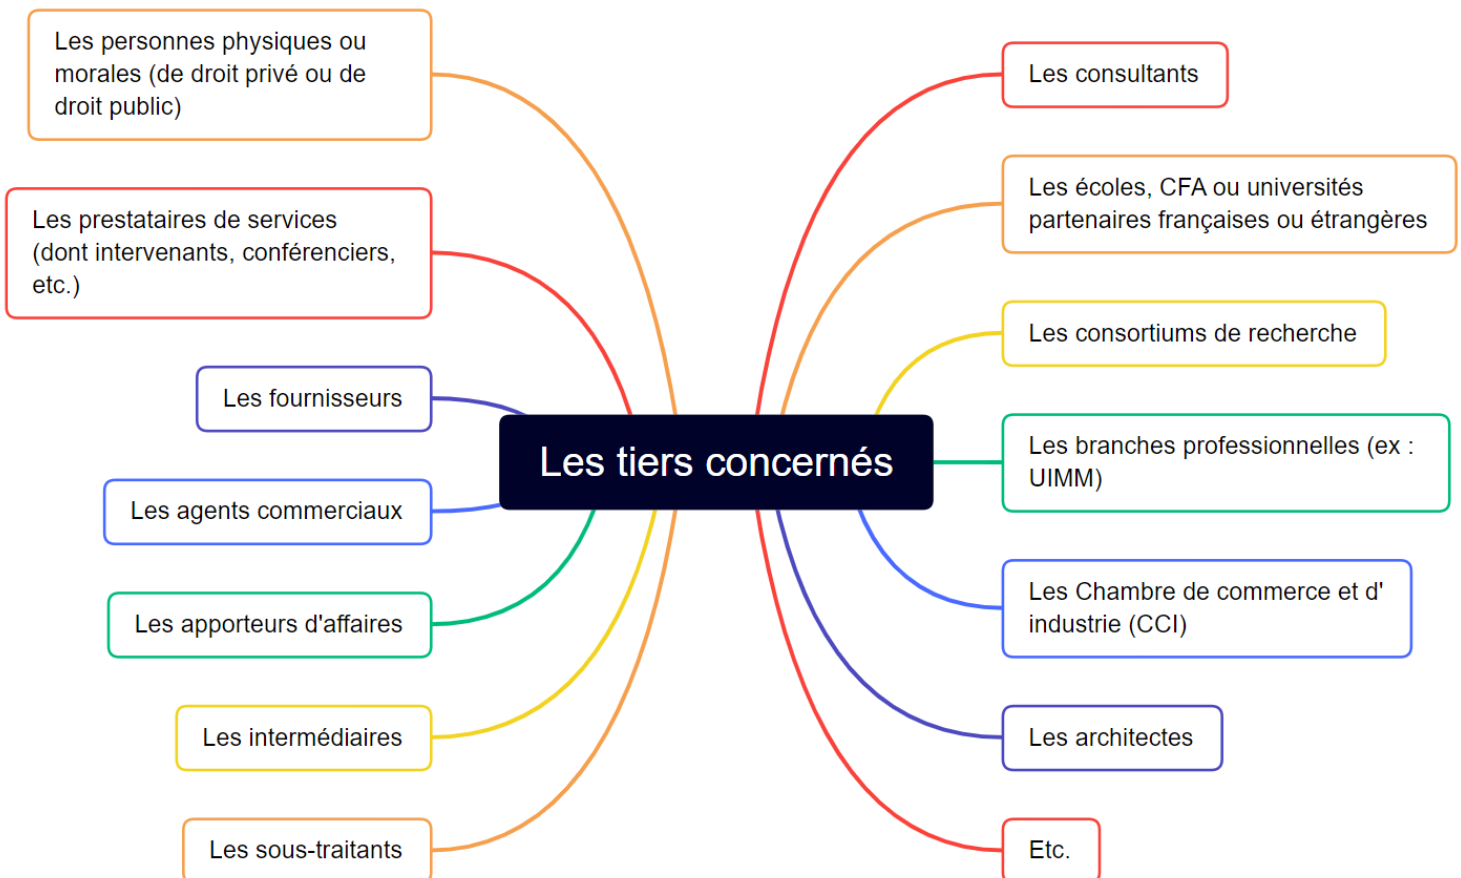 Les personnes physiques ou
morales (de droit privé ou de
droit public)
Les prestataires de services
(dont intervenants, conférenciers,
etc.)
Les fournisseurs
Les agents commerciaux
Les apporteurs d'affaires
Les intermédiaires
Les sous-traitants
Les tiers concernés
Les consultants
Les écoles, CFA ou universités
partenaires françaises ou étrangères
Les consortiums de recherche
Les branches professionnelles (ex :
UIMM)
Les Chambre de commerce et d'
industrie (CCI)
Les architectes
Etc.